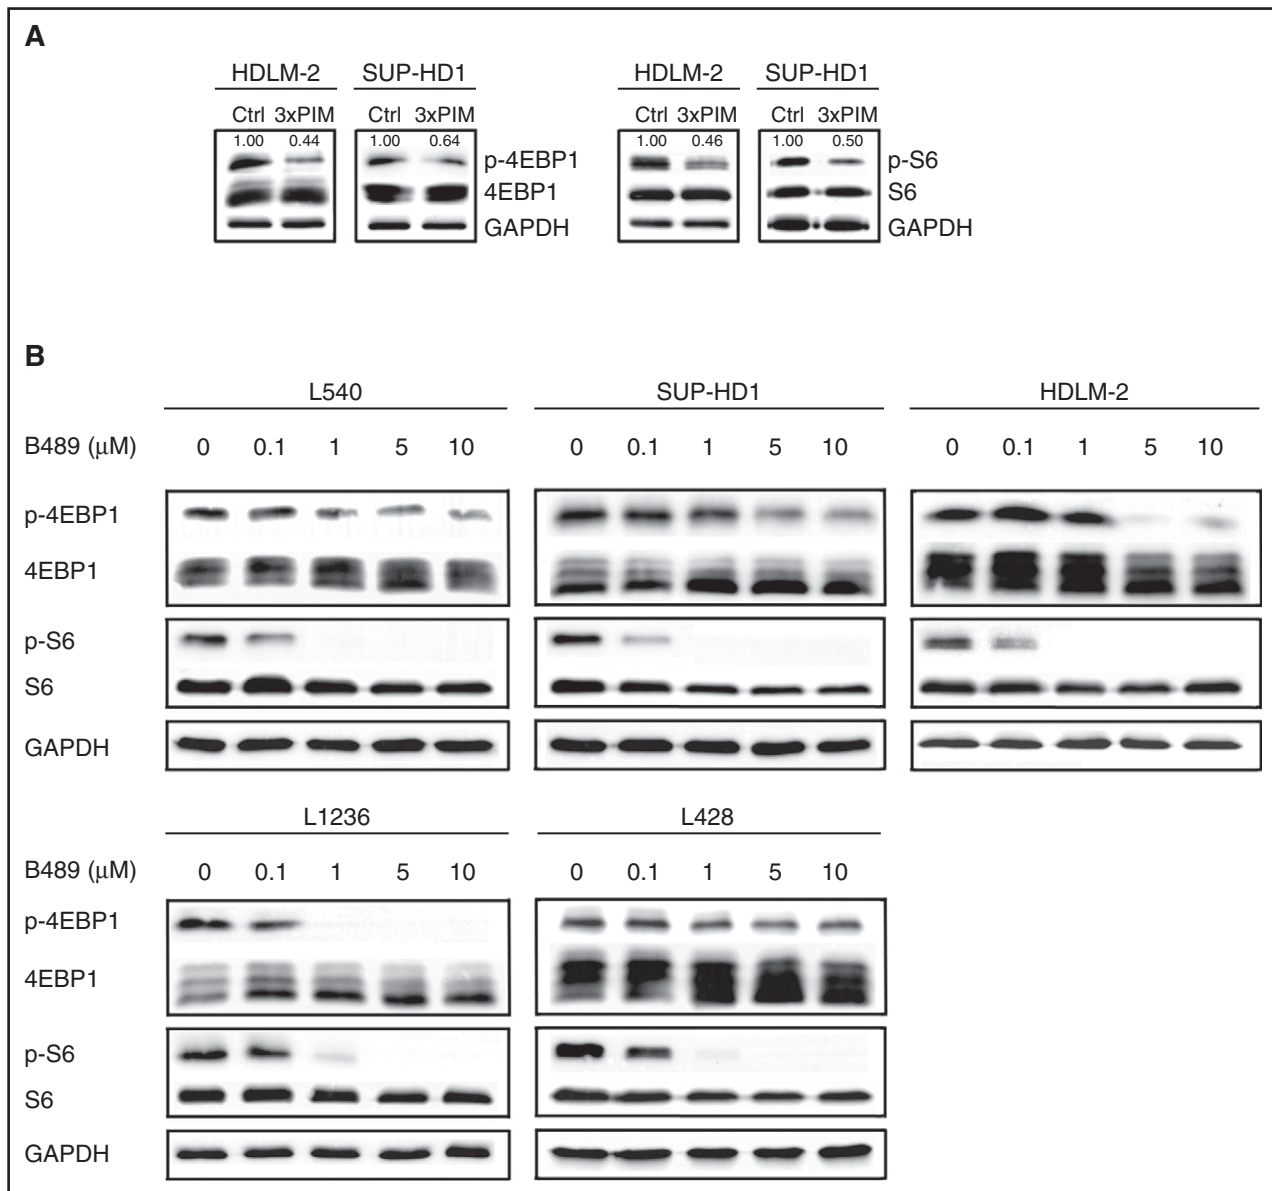 A
HDLM-2 SUP-HD1 HDLM-2 SUP-HD1
Ctrl 3xPIM Ctrl 3xPIM Ctrl 3xPIM Ctrl 3xPIM
1.00 0.44 1.00 0.64 1.00 0.46 1.00 0.50
p-4EBP1 p-S6
4EBP1 S6
GAPDH GAPDH
B
L540 SUP-HD1 HDLM-2
B489 (μM) 0 0.1 1 5 10 0 0.1 1 5 10 0 0.1 1 5 10
p-4EBP1
4EBP1
p-S6
S6
GAPDH
L1236 L428
B489 (μM) 0 0.1 1 5 10 0 0.1 1 5 10
p-4EBP1
4EBP1
p-S6
S6
GAPDH